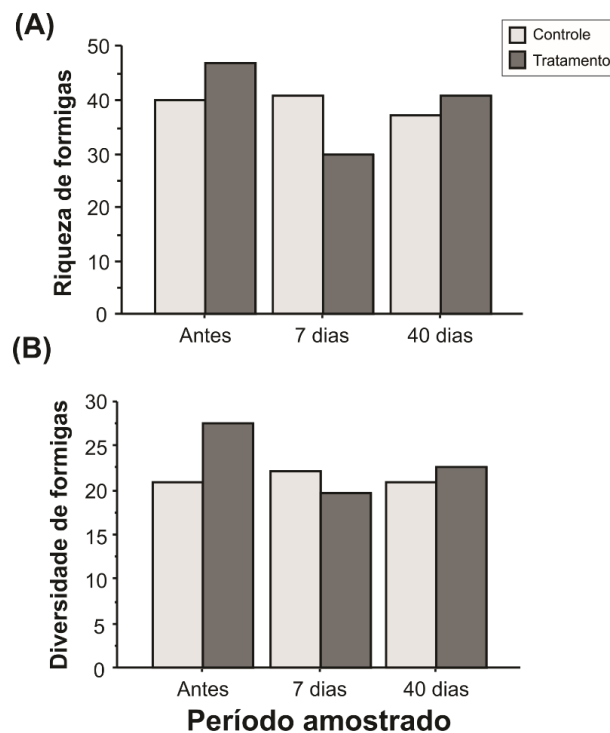 (A)
Controle
Tratamento
Riqueza de formigas
50
40
30
20
10
0
Antes 7 dias 40 dias
(B)
Diversidade de formigas
30
25
20
15
10
5
0
Antes 7 dias 40 dias
Período amostrado